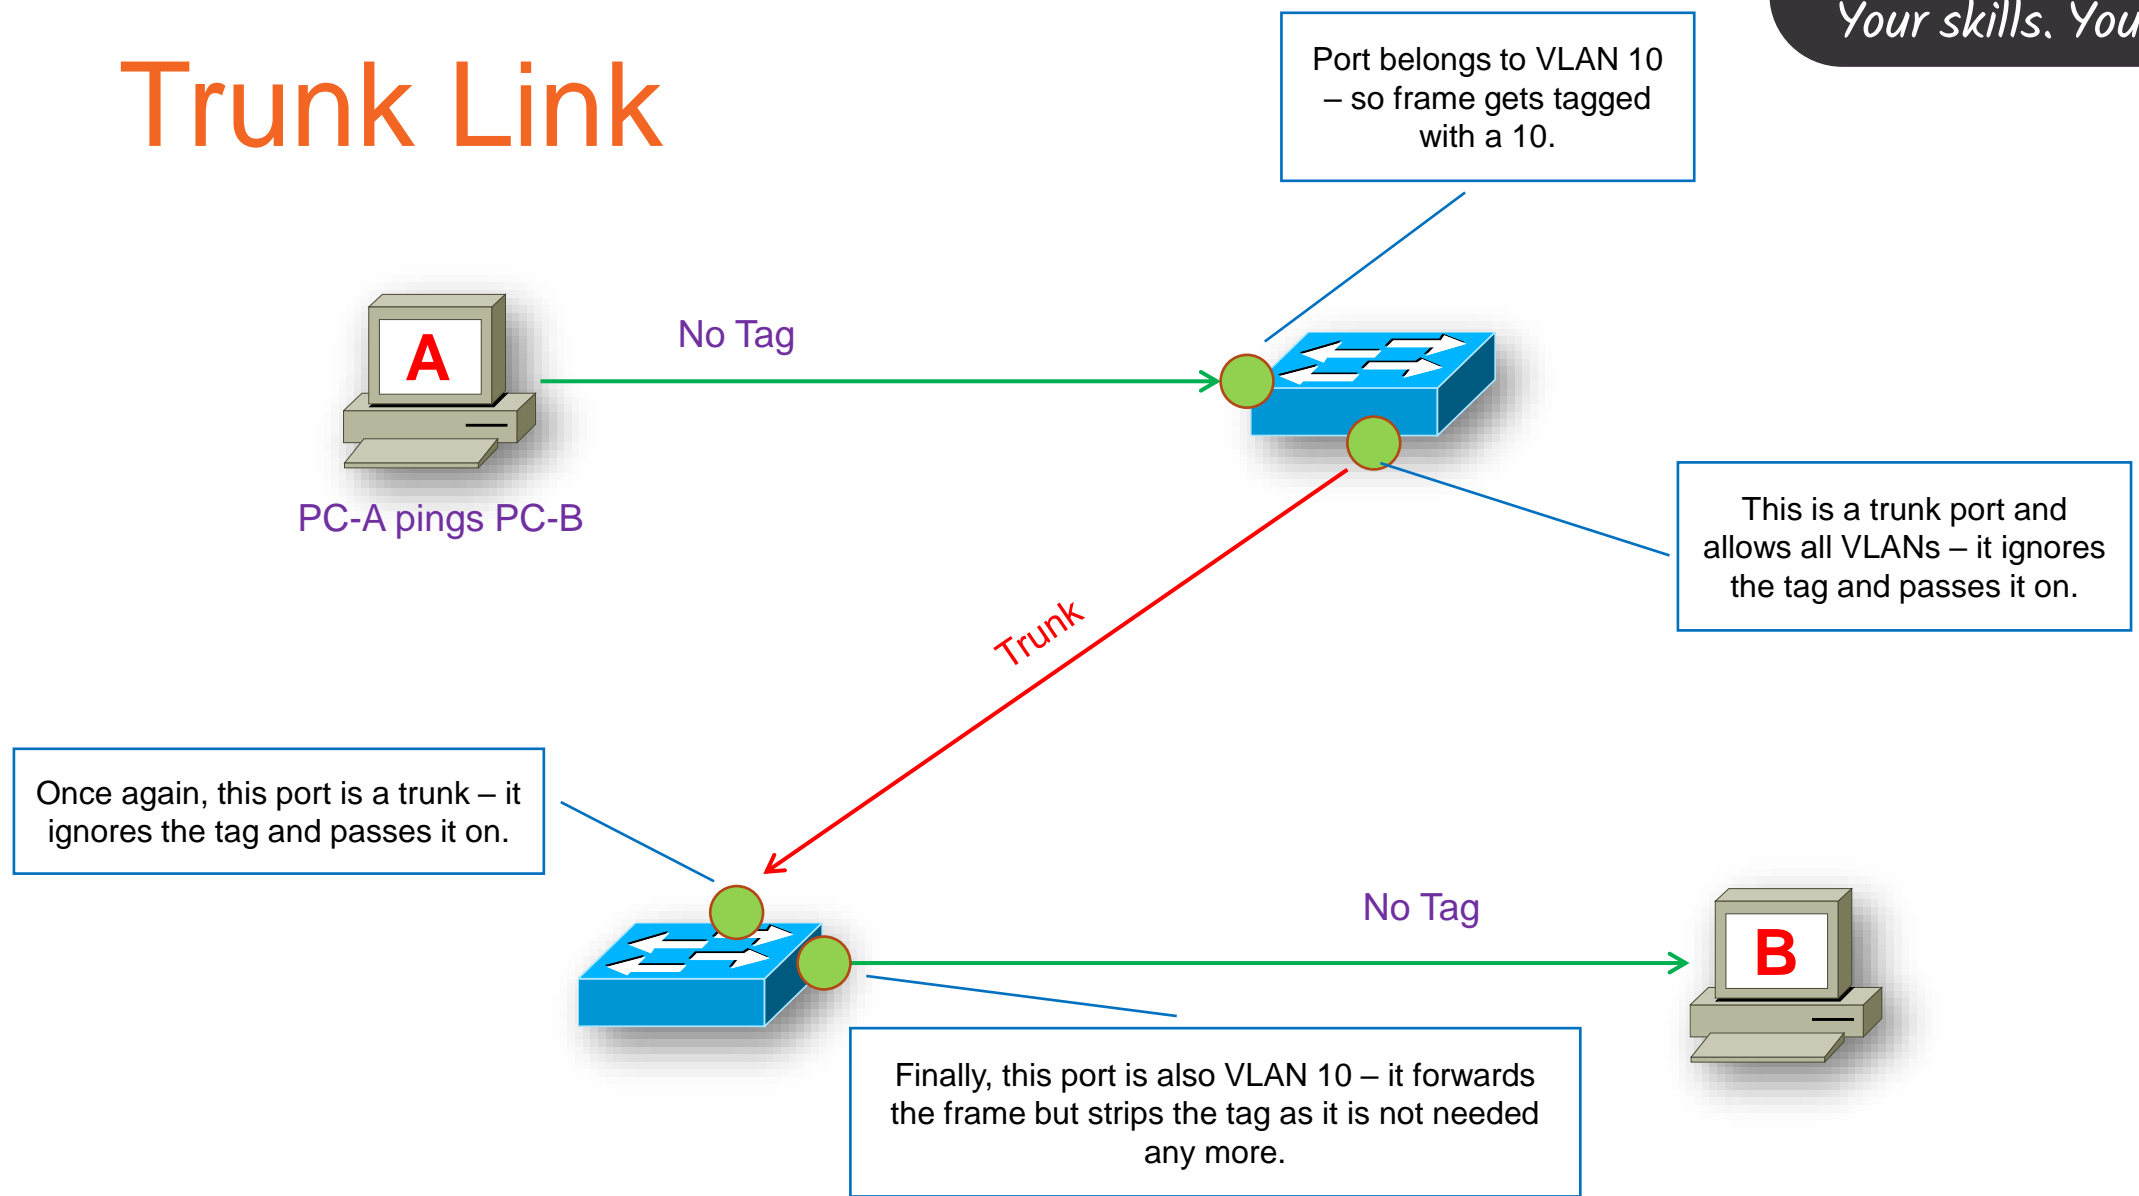 Your skills. You
Trunk Link
Port belongs to VLAN 10
– so frame gets tagged
with a 10.
No Tag
A
PC-A pings PC-B
This is a trunk port and
allows all VLANs – it ignores
the tag and passes it on.
Trunk
Once again, this port is a trunk – it
ignores the tag and passes it on.
No Tag
B
Finally, this port is also VLAN 10 – it forwards
the frame but strips the tag as it is not needed
any more.